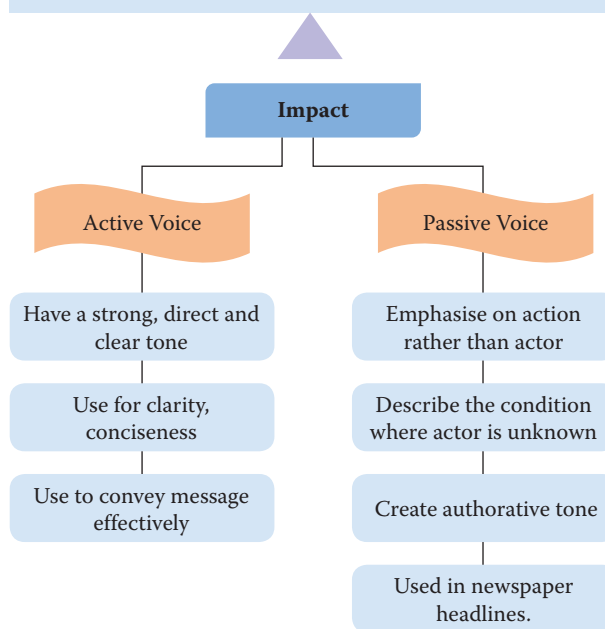 Impact
Active Voice
Have a strong, direct and
clear tone
Use for clarity,
conciseness
Use to convey message
effectively
Passive Voice
Emphasise on action
rather than actor
Describe the condition
where actor is unknown
Create authorative tone
Used in newspaper
headlines.